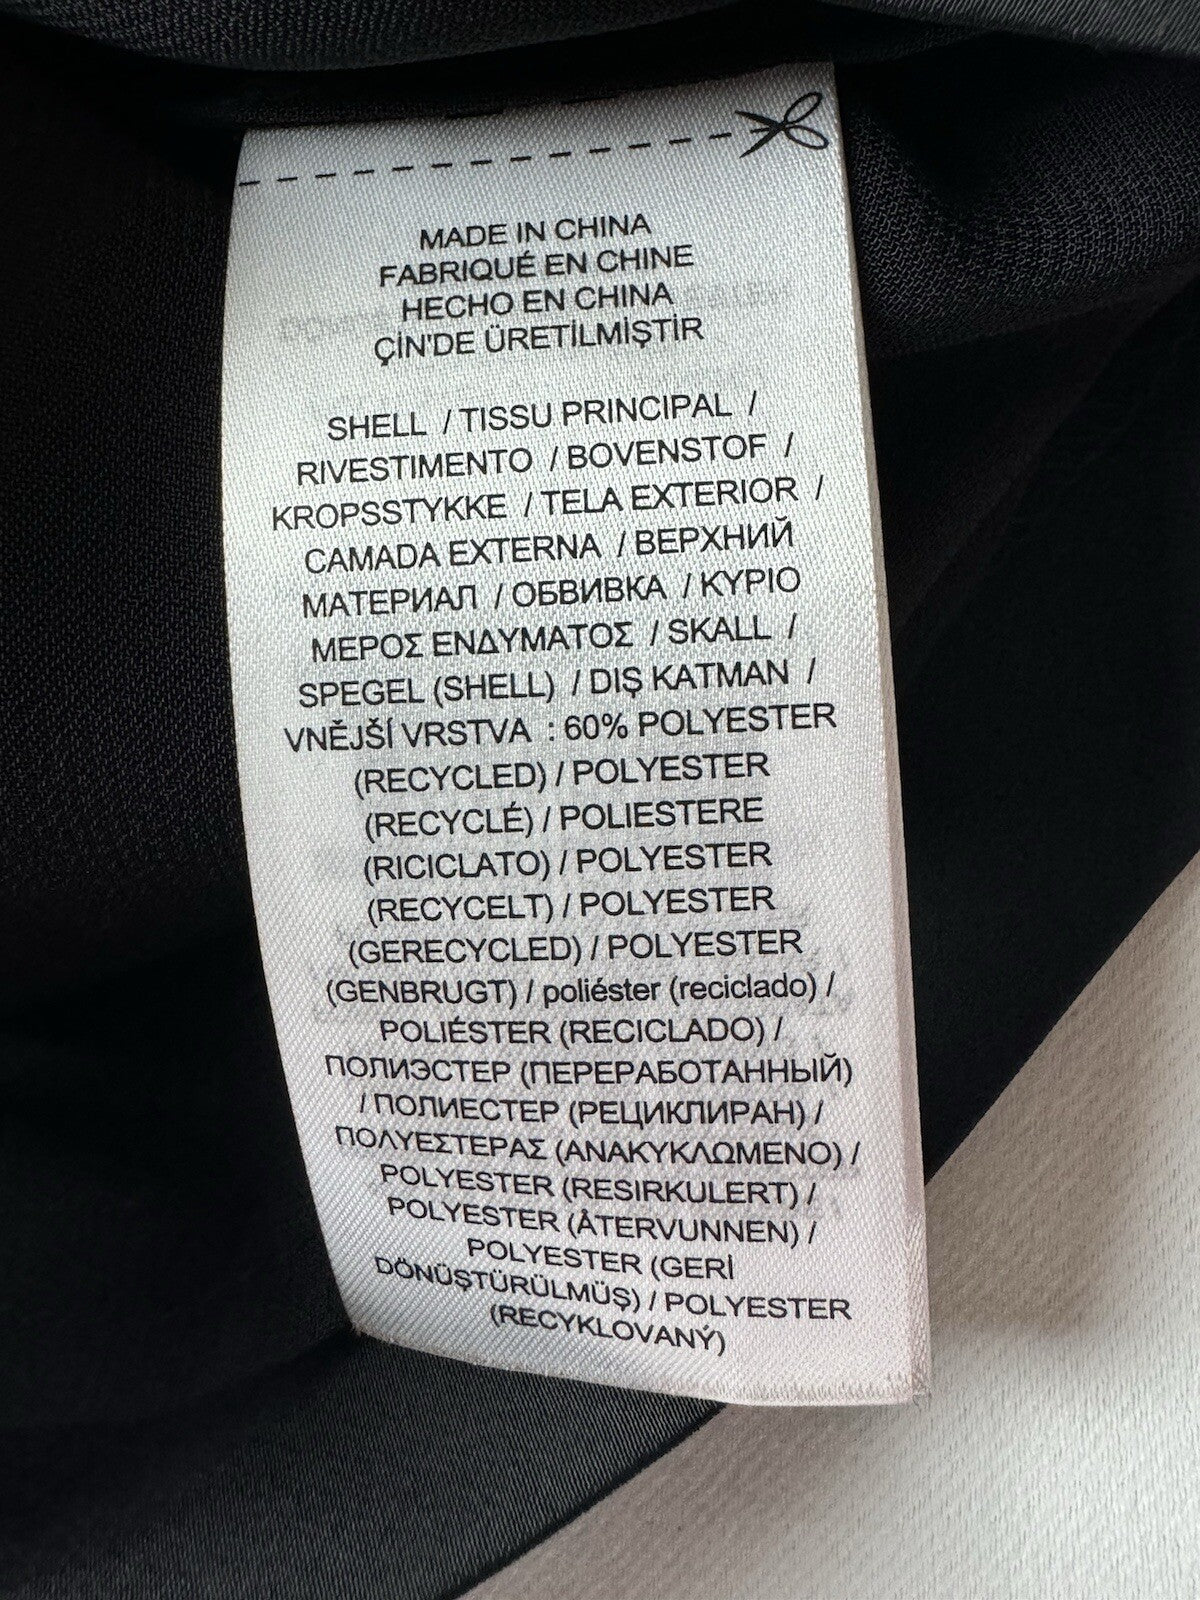 MADE IN CHINA
FABRIQUÉ EN CHINE
HECHO EN CHINA
ÇİN'DE ÜRETİLMİŞTİR
SHELL / TISSU PRINCIPAL /
RIVESTIMENTO / BOVENSTOF /
KROPSSTYKKE / TELA EXTERIOR /
CAMADA EXTERNA / ВЕРХНИЙ
МАТЕРИАЛ / ОБВИВКА / ΚΥΡΙΟ
ΜΕΡΟΣ ΕΝΔΥΜΑΤΟΣ / SKALL /
SPEGEL (SHELL) / DIŞ KATMAN /
VNĚJŠÍ VRSTVA : 60% POLYESTER
(RECYCLED) / POLYESTER
(RECYCLÉ) / POLIESTERE
(RICICLATO) / POLYESTER
(RECYCELT) / POLYESTER
(GERECYCLED) / POLYESTER
(GENBRUGT) / poliéster (reciclado) /
POLIÉSTER (RECICLADO) /
ПОЛИЭСТЕР (ПЕРЕРАБОТАННЫЙ)
/ ПОЛИЕСТЕР (РЕЦИКЛИРАН) /
ΠΟΛΥΕΣΤΕΡΑΣ (ΑΝΑΚΥΚΛΩΜΕΝΟ) /
POLYESTER (RESIRKULERT) /
POLYESTER (ÅTERVUNNEN) /
POLYESTER (GERİ
DÖNÜŞTÜRÜLMÜŞ) / POLYESTER
(RECYKLOVANÝ)